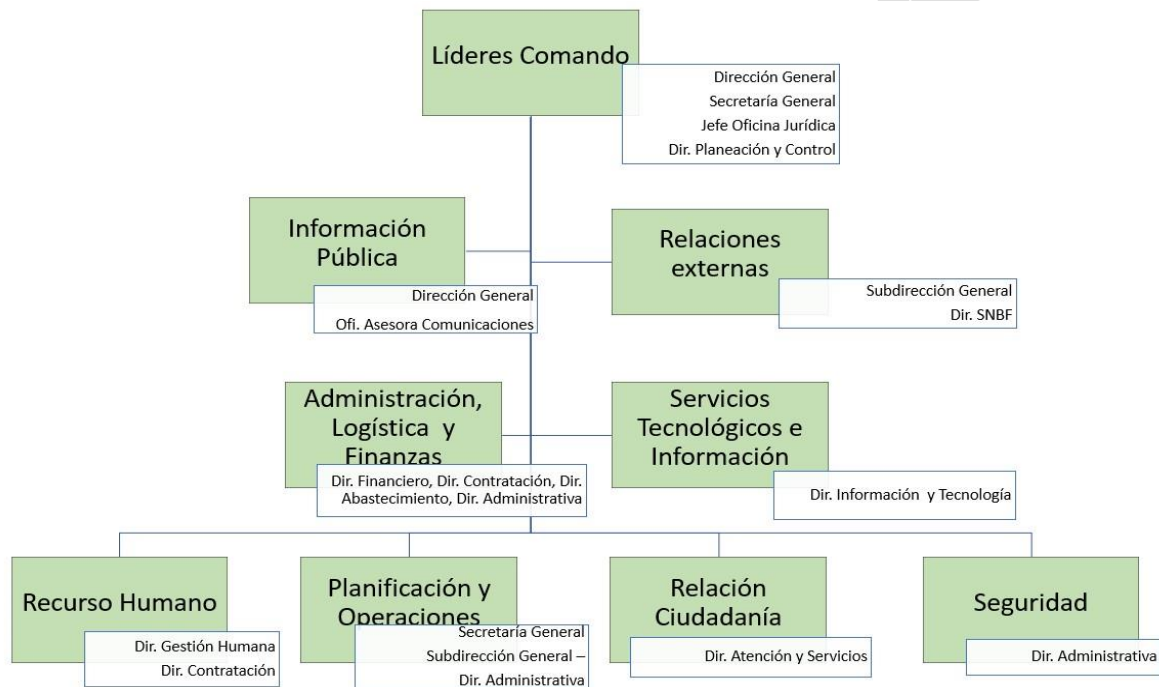 Líderes Comando
Dirección General
Secretaría General
Jefe Oficina Jurídica
Dir. Planeación y Control
Información
Pública
Dirección General
Ofi. Asesora Comunicaciones
Relaciones
externas
Subdirección General
Dir. SNBF
Administración,
Logística y
Finanzas
Dir. Financiero, Dir. Contratación, Dir.
Abastecimiento, Dir. Administrativa
Servicios
Tecnológicos e
Información
Dir. Información y Tecnología
Recurso Humano
Dir. Gestión Humana
Dir. Contratación
Planificación y
Operaciones
Secretaría General
Subdirección General –
Dir. Administrativa
Relación
Ciudadanía
Dir. Atención y Servicios
Seguridad
Dir. Administrativa